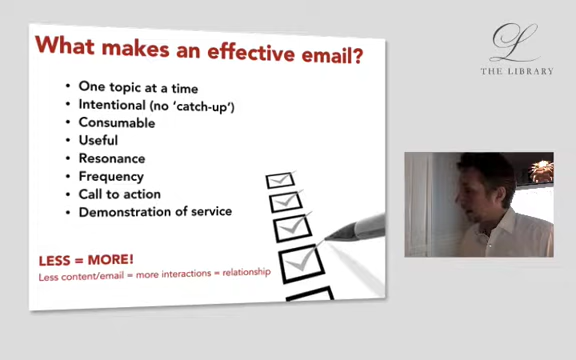 What makes an effective email?
• One topic at a time
• Intentional (no ‘catch-up’)
• Consumable
• Useful
• Resonance
• Frequency
• Call to action
• Demonstration of service
LESS = MORE!
Less content/email = more interactions = relationship
L
THE LIBRARY